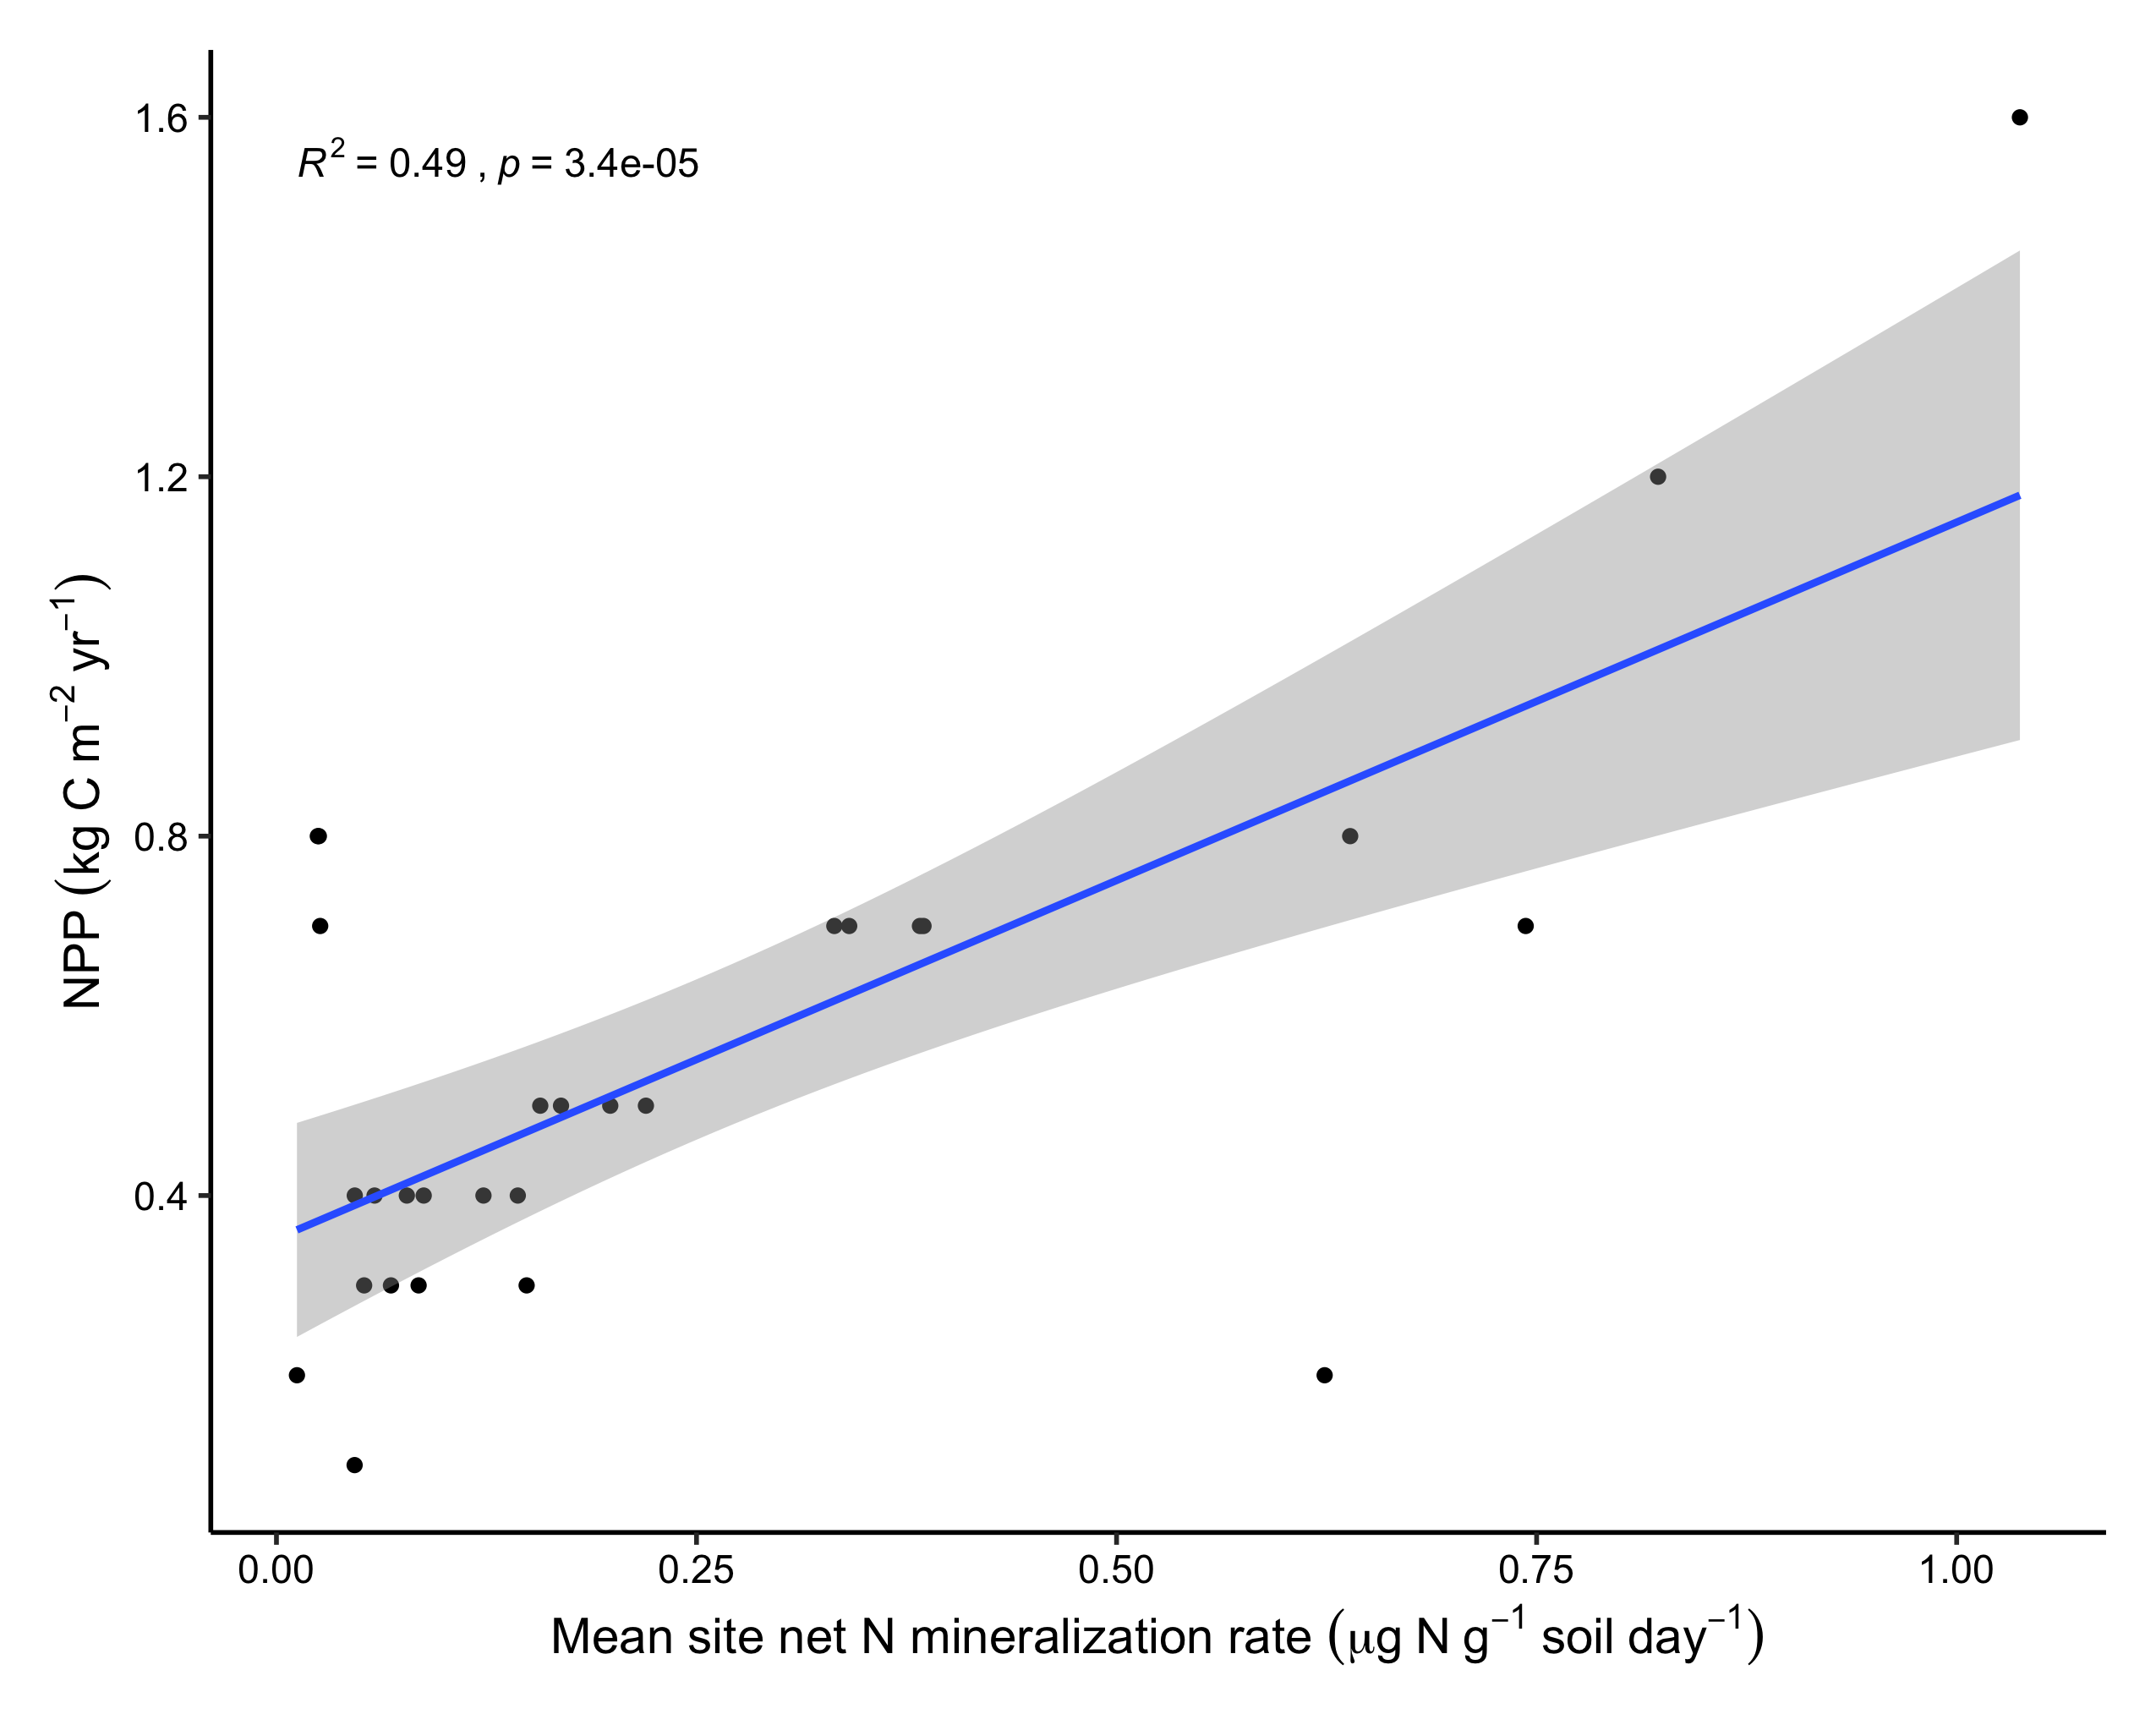 R² = 0.49 , p = 3.4e-05
1.6
1.2
0.8
0.4
NPP (kg C m⁻² yr⁻¹)
0.00 0.25 0.50 0.75 1.00
Mean site net N mineralization rate (μg N g⁻¹ soil day⁻¹)